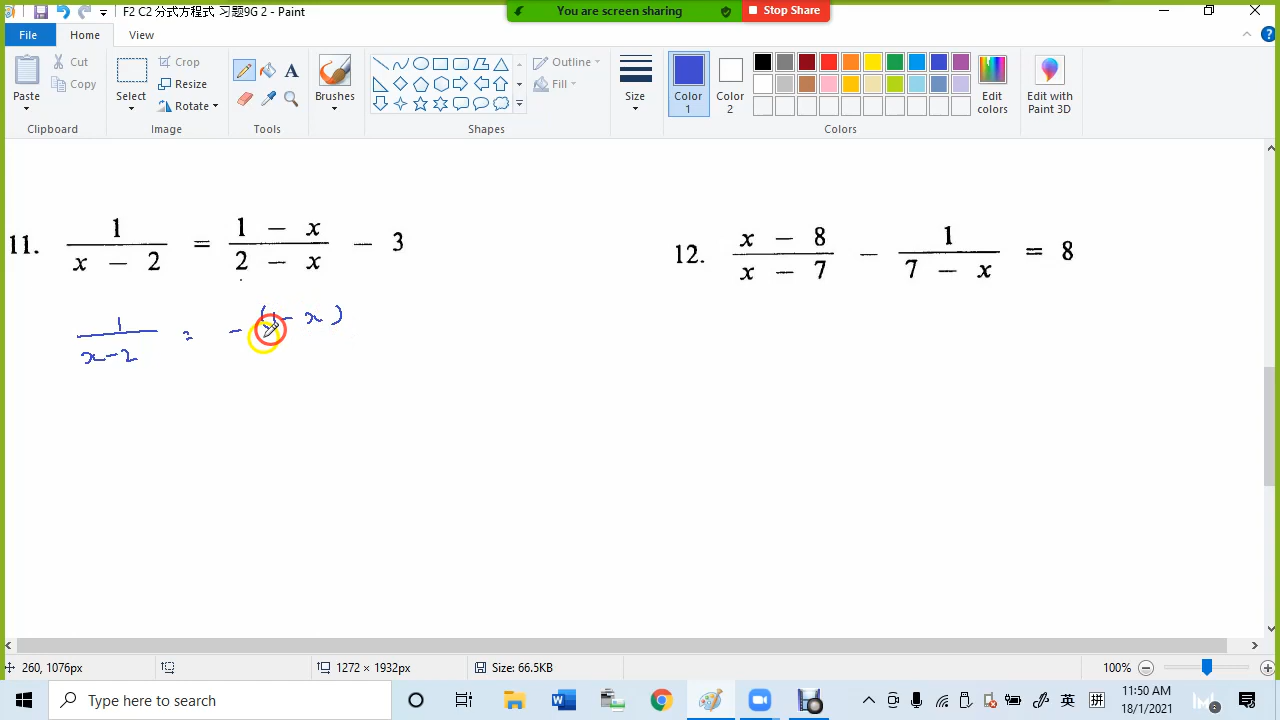 F2 C2 分式方程式 习题9G 2 - Paint
You are screen sharing
Stop Share
File Home View
Paste
Cut
Copy
Clipboard
Select
Crop
Resize
Rotate
Image
Tools
Brushes
Outline
Fill
Shapes
Size
Color 1
Color 2
Edit colors
Edit with Paint 3D
Colors
11. 1/(x - 2) = (1 - x)/(2 - x) - 3
1/(x-2) = -(1-x)
12. (x - 8)/(x - 7) - 1/(7 - x) = 8
260, 1076px
1272 × 1932px
Size: 66.5KB
100%
Type here to search
英
拼
11:50 AM
18/1/2021
2